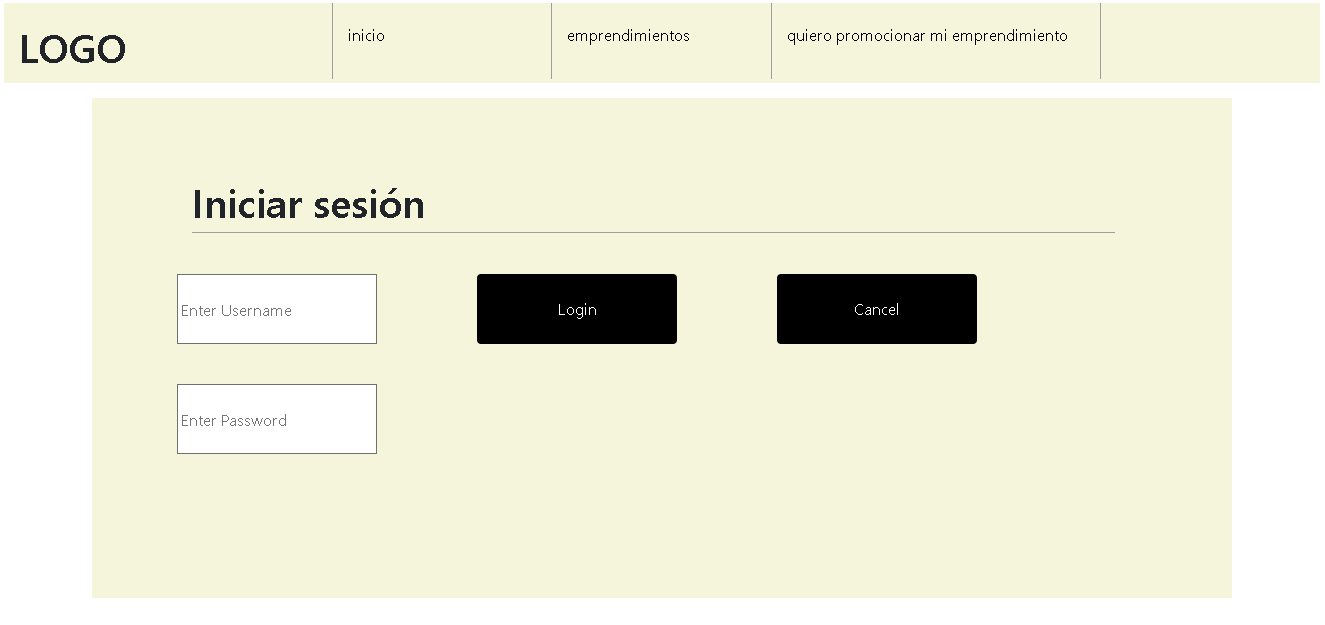 LOGO
inicio
emprendimientos
quiero promocionar mi emprendimiento
Iniciar sesión
Enter Username
Login
Cancel
Enter Password